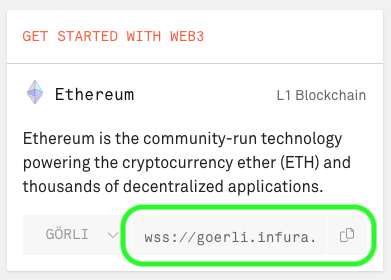 GET STARTED WITH WEB3
Ethereum L1 Blockchain
Ethereum is the community-run technology
powering the cryptocurrency ether (ETH) and
thousands of decentralized applications.
GÖRLI wss://goerli.infura.